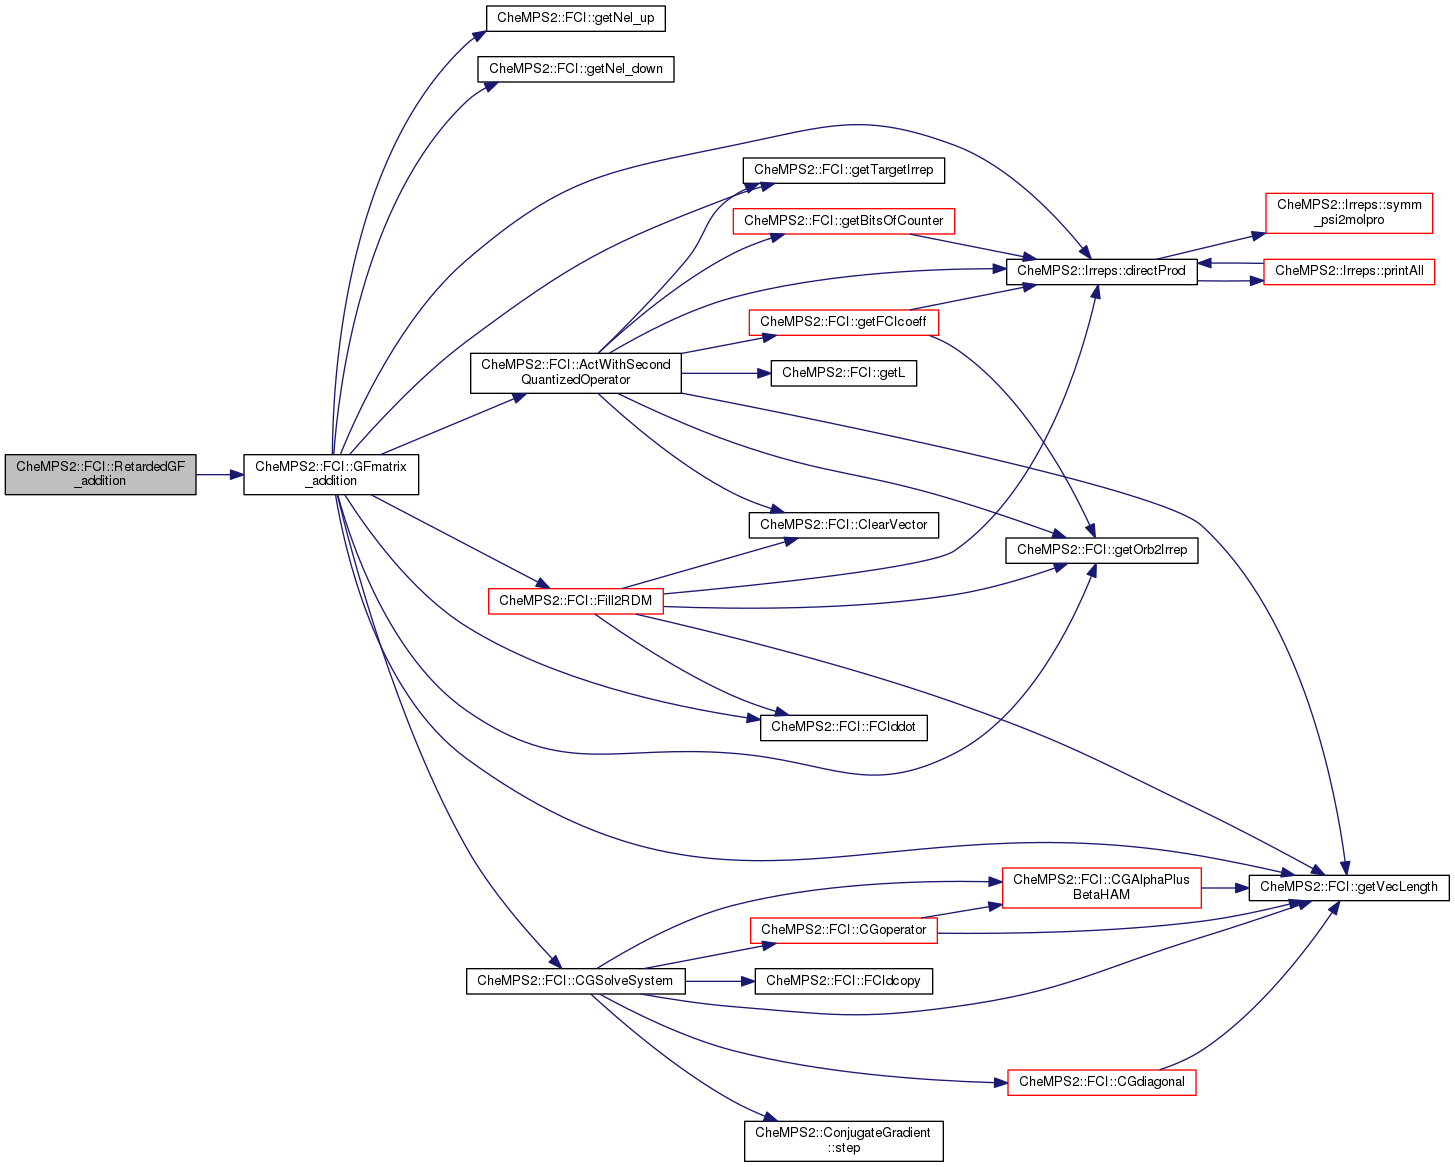 CheMPS2::FCI::getNel_up
CheMPS2::FCI::getNel_down
CheMPS2::FCI::getTargetIrrep
CheMPS2::FCI::getBitsOfCounter
CheMPS2::Irreps::symm
_psi2molpro
CheMPS2::Irreps::directProd
CheMPS2::Irreps::printAll
CheMPS2::FCI::getFCIcoeff
CheMPS2::FCI::ActWithSecond
QuantizedOperator
CheMPS2::FCI::getL
CheMPS2::FCI::RetardedGF
_addition
CheMPS2::FCI::GFmatrix
_addition
CheMPS2::FCI::ClearVector
CheMPS2::FCI::getOrb2Irrep
CheMPS2::FCI::Fill2RDM
CheMPS2::FCI::FCIddot
CheMPS2::FCI::CGAlphaPlus
BetaHAM
CheMPS2::FCI::getVecLength
CheMPS2::FCI::CGoperator
CheMPS2::FCI::CGSolveSystem
CheMPS2::FCI::FCIdcopy
CheMPS2::FCI::CGdiagonal
CheMPS2::ConjugateGradient
::step